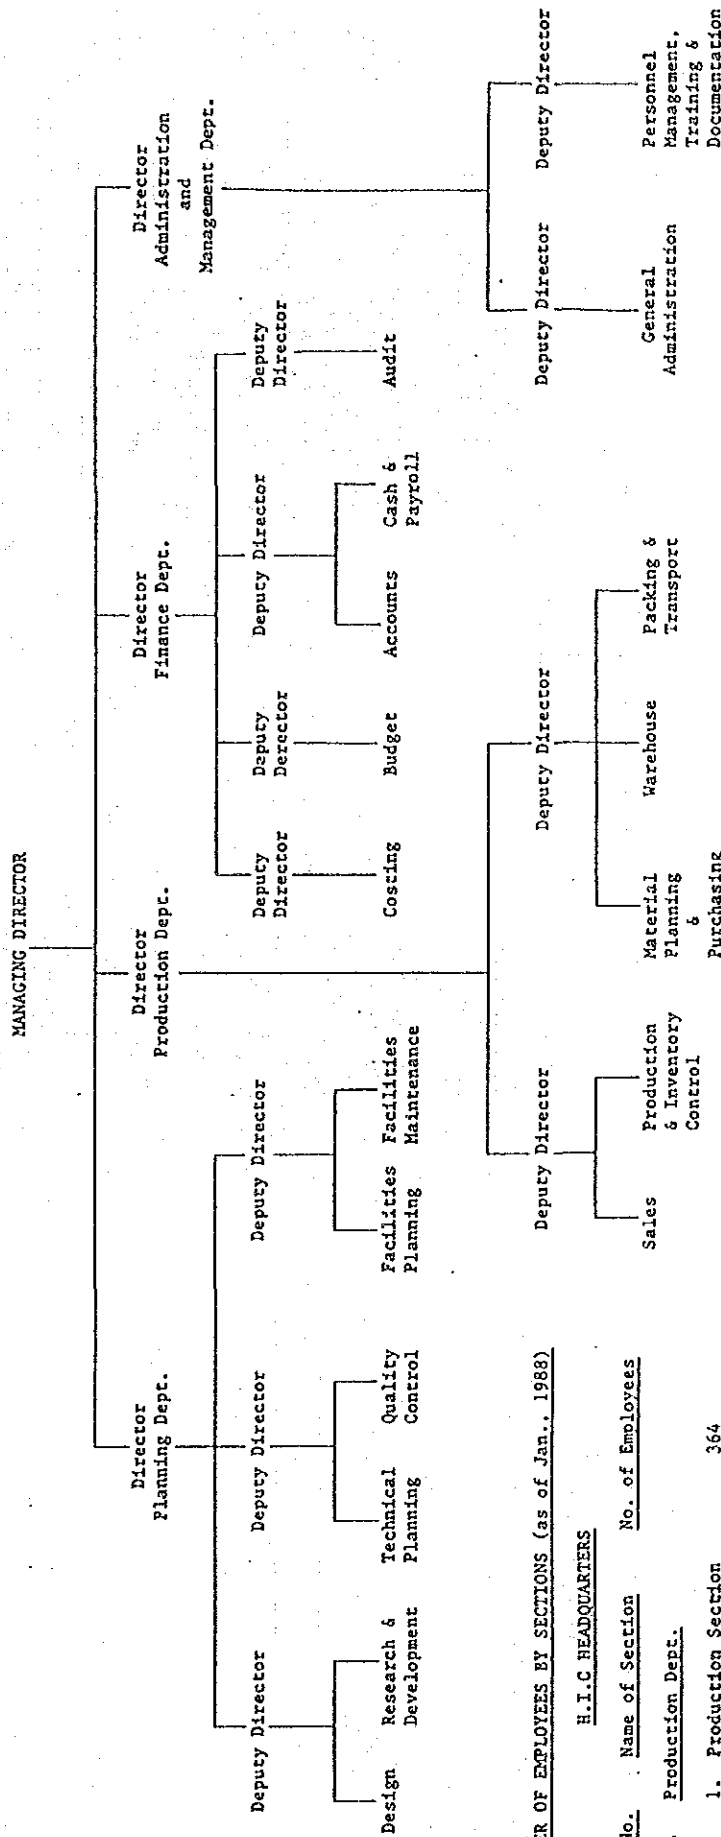 MANAGING DIRECTOR
Director
Planning Dept.
Director
Production Dept.
Director
Finance Dept.
Director
Administration
and
Management Dept.
Deputy Director
Deputy Director
Deputy Director
Deputy
Director
Deputy
Derector
Deputy Director
Deputy
Director
Design
Research &
Development
Technical
Planning
Quality
Control
Facilities
Planning
Facilities
Maintenance
Costing
Budget
Accounts
Cash &
Payroll
Audit
Deputy Director
Deputy Director
Deputy Director
Deputy Director
Sales
Production
& Inventory
Control
Material
Planning
&
Purchasing
Warehouse
Packing &
Transport
General
Administration
Personnel
Management,
Training &
Documentation
ER OF EMPLOYEES BY SECTIONS (as of Jan., 1988)
H.I.C HEADQUARTERS
No. Name of Section No. of Employees
Production Dept.
1. Production Section 364